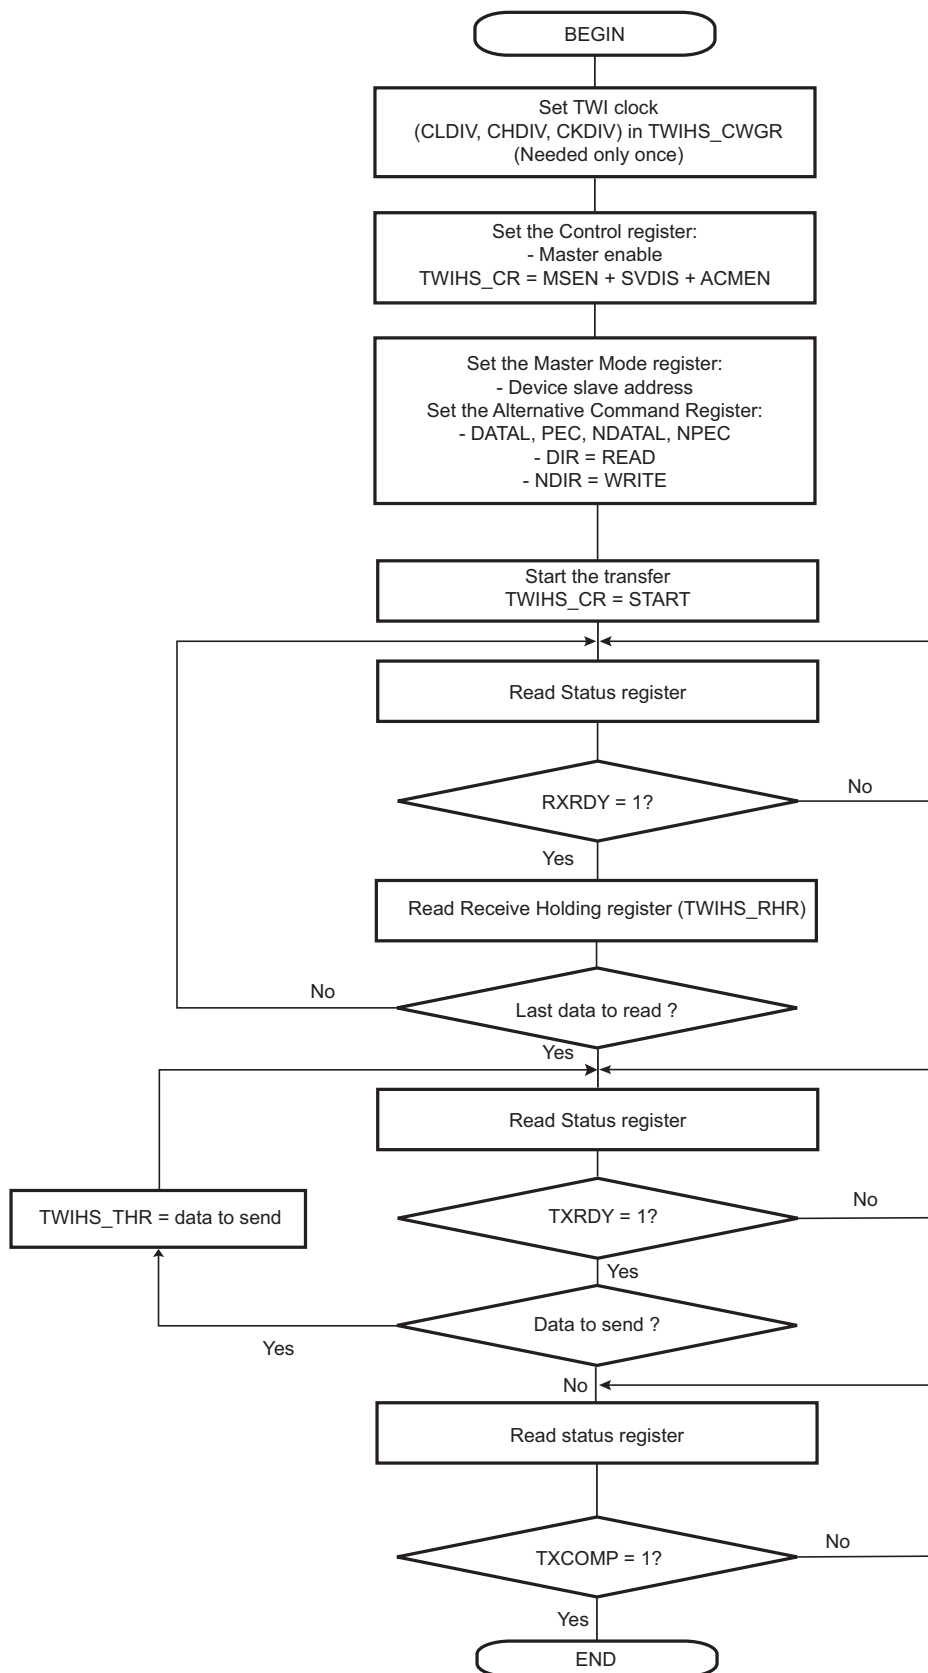 BEGIN
Set TWI clock
(CLDIV, CHDIV, CKDIV) in TWIHS_CWGR
(Needed only once)
Set the Control register:
- Master enable
TWIHS_CR = MSEN + SVDIS + ACMEN
Set the Master Mode register:
- Device slave address
Set the Alternative Command Register:
- DATAL, PEC, NDATAL, NPEC
- DIR = READ
- NDIR = WRITE
Start the transfer
TWIHS_CR = START
Read Status register
RXRDY = 1?
No
Yes
Read Receive Holding register (TWIHS_RHR)
No
Last data to read ?
Yes
Read Status register
TWIHS_THR = data to send
TXRDY = 1?
No
Yes
Data to send ?
Yes
No
Read status register
TXCOMP = 1?
No
Yes
END